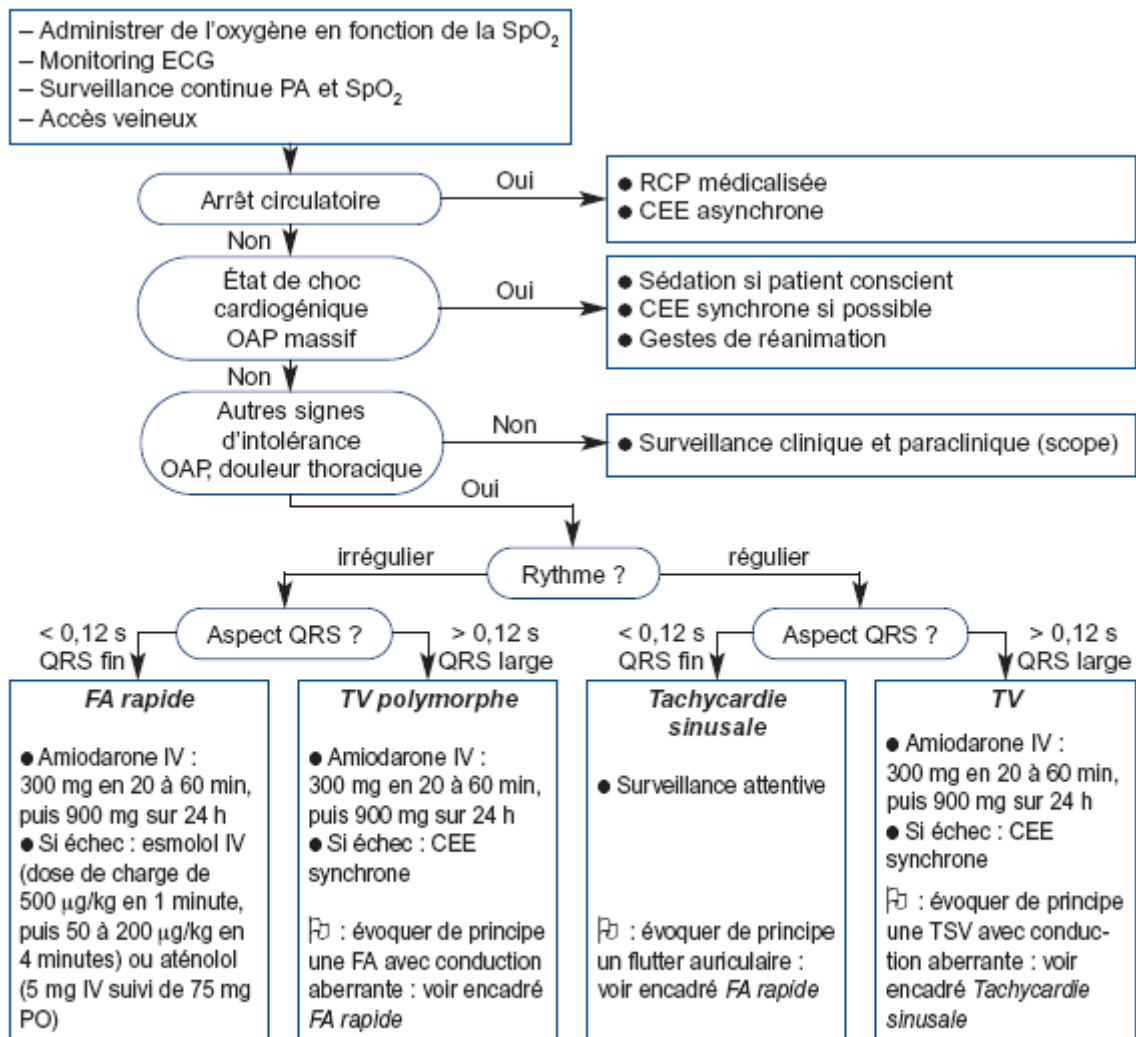 – Administrer de l'oxygène en fonction de la SpO₂
– Monitoring ECG
– Surveillance continue PA et SpO₂
– Accès veineux
Arrêt circulatoire
Oui
● RCP médicalisée
● CEE asynchrone
Non
État de choc
cardiogénique
OAP massif
Oui
● Sédation si patient conscient
● CEE synchrone si possible
● Gestes de réanimation
Non
Autres signes
d'intolérance
OAP, douleur thoracique
Non
● Surveillance clinique et paraclinique (scope)
Oui
Rythme ?
irrégulier
régulier
Aspect QRS ?
< 0,12 s
QRS fin
> 0,12 s
QRS large
Aspect QRS ?
< 0,12 s
QRS fin
> 0,12 s
QRS large
FA rapide
● Amiodarone IV :
300 mg en 20 à 60 min,
puis 900 mg sur 24 h
● Si échec : esmolol IV
(dose de charge de
500 µg/kg en 1 minute,
puis 50 à 200 µg/kg en
4 minutes) ou aténolol
(5 mg IV suivi de 75 mg
PO)
TV polymorphe
● Amiodarone IV :
300 mg en 20 à 60 min,
puis 900 mg sur 24 h
● Si échec : CEE
synchrone
: évoquer de principe
une FA avec conduction
aberrante : voir encadré
FA rapide
Tachycardie
sinusale
● Surveillance attentive
: évoquer de principe
un flutter auriculaire :
voir encadré FA rapide
TV
● Amiodarone IV :
300 mg en 20 à 60 min,
puis 900 mg sur 24 h
● Si échec : CEE
synchrone
: évoquer de principe
une TSV avec conduc-
tion aberrante : voir
encadré Tachycardie
sinusale